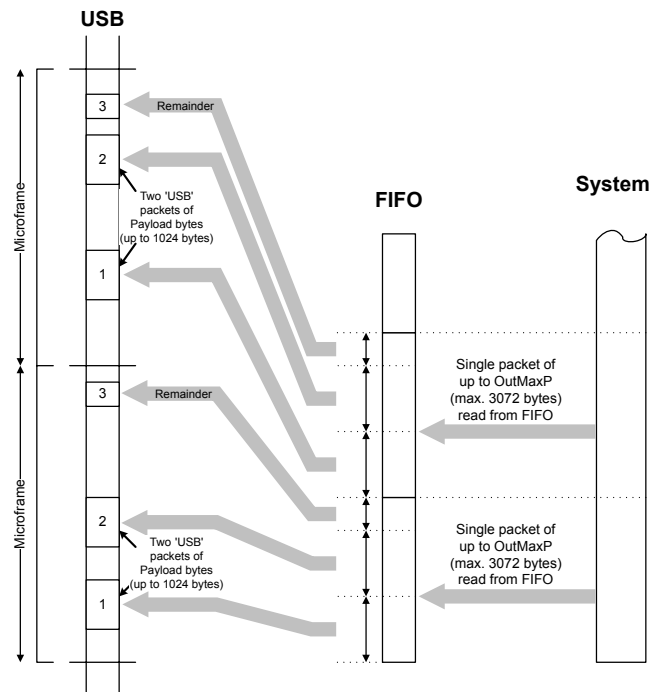 USB
FIFO
System
Microframe
3
Remainder
2
Two 'USB'
packets of
Payload bytes
(up to 1024 bytes)
1
Single packet of
up to OutMaxP
(max. 3072 bytes)
read from FIFO
Microframe
3
Remainder
2
Two 'USB'
packets of
Payload bytes
(up to 1024 bytes)
1
Single packet of
up to OutMaxP
(max. 3072 bytes)
read from FIFO